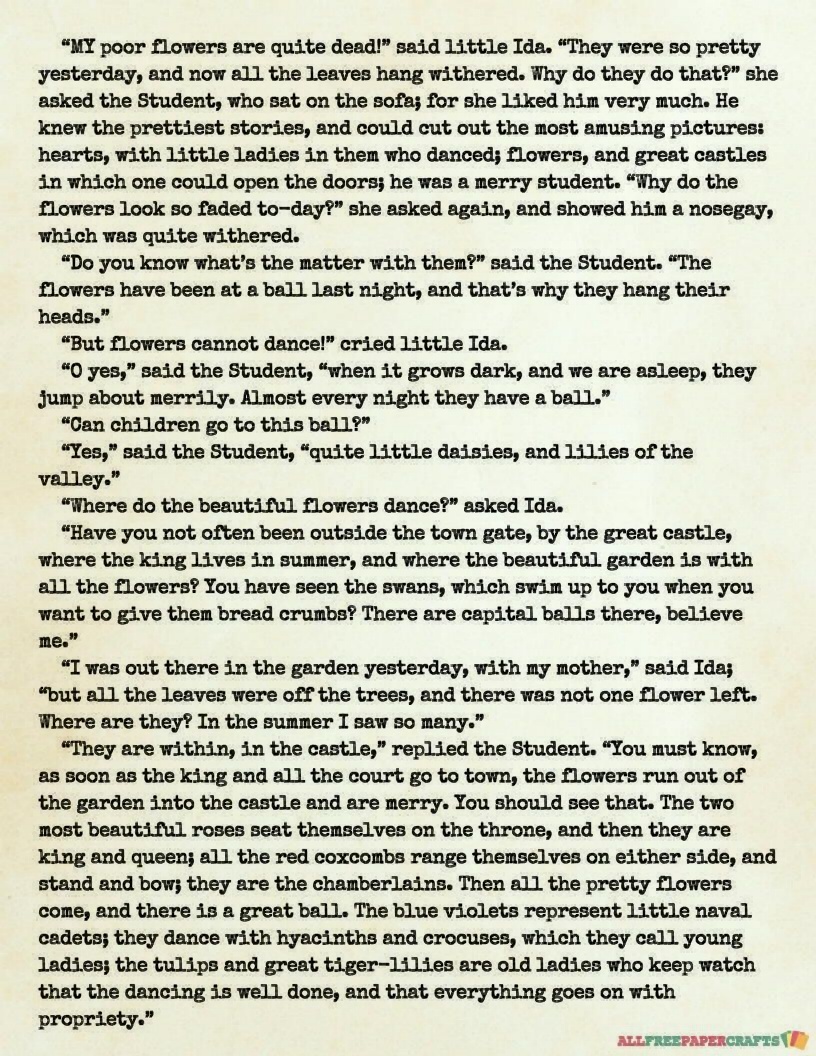 “MY poor flowers are quite dead!” said little Ida. “They were so pretty
yesterday, and now all the leaves hang withered. Why do they do that?” she
asked the Student, who sat on the sofa; for she liked him very much. He
knew the prettiest stories, and could cut out the most amusing pictures:
hearts, with little ladies in them who danced; flowers, and great castles
in which one could open the doors; he was a merry student. “Why do the
flowers look so faded to-day?” she asked again, and showed him a nosegay,
which was quite withered.
“Do you know what’s the matter with them?” said the Student. “The
flowers have been at a ball last night, and that’s why they hang their
heads.”
“But flowers cannot dance!” cried little Ida.
“O yes,” said the Student, “when it grows dark, and we are asleep, they
jump about merrily. Almost every night they have a ball.”
“Can children go to this ball?”
“Yes,” said the Student, “quite little daisies, and lilies of the
valley.”
“Where do the beautiful flowers dance?” asked Ida.
“Have you not often been outside the town gate, by the great castle,
where the king lives in summer, and where the beautiful garden is with
all the flowers? You have seen the swans, which swim up to you when you
want to give them bread crumbs? There are capital balls there, believe
me.”
“I was out there in the garden yesterday, with my mother,” said Ida;
“but all the leaves were off the trees, and there was not one flower left.
Where are they? In the summer I saw so many.”
“They are within, in the castle,” replied the Student. “You must know,
as soon as the king and all the court go to town, the flowers run out of
the garden into the castle and are merry. You should see that. The two
most beautiful roses seat themselves on the throne, and then they are
king and queen; all the red coxcombs range themselves on either side, and
stand and bow; they are the chamberlains. Then all the pretty flowers
come, and there is a great ball. The blue violets represent little naval
cadets; they dance with hyacinths and crocuses, which they call young
ladies; the tulips and great tiger-lilies are old ladies who keep watch
that the dancing is well done, and that everything goes on with
propriety.”
ALLFREEPAPERCRAFTS